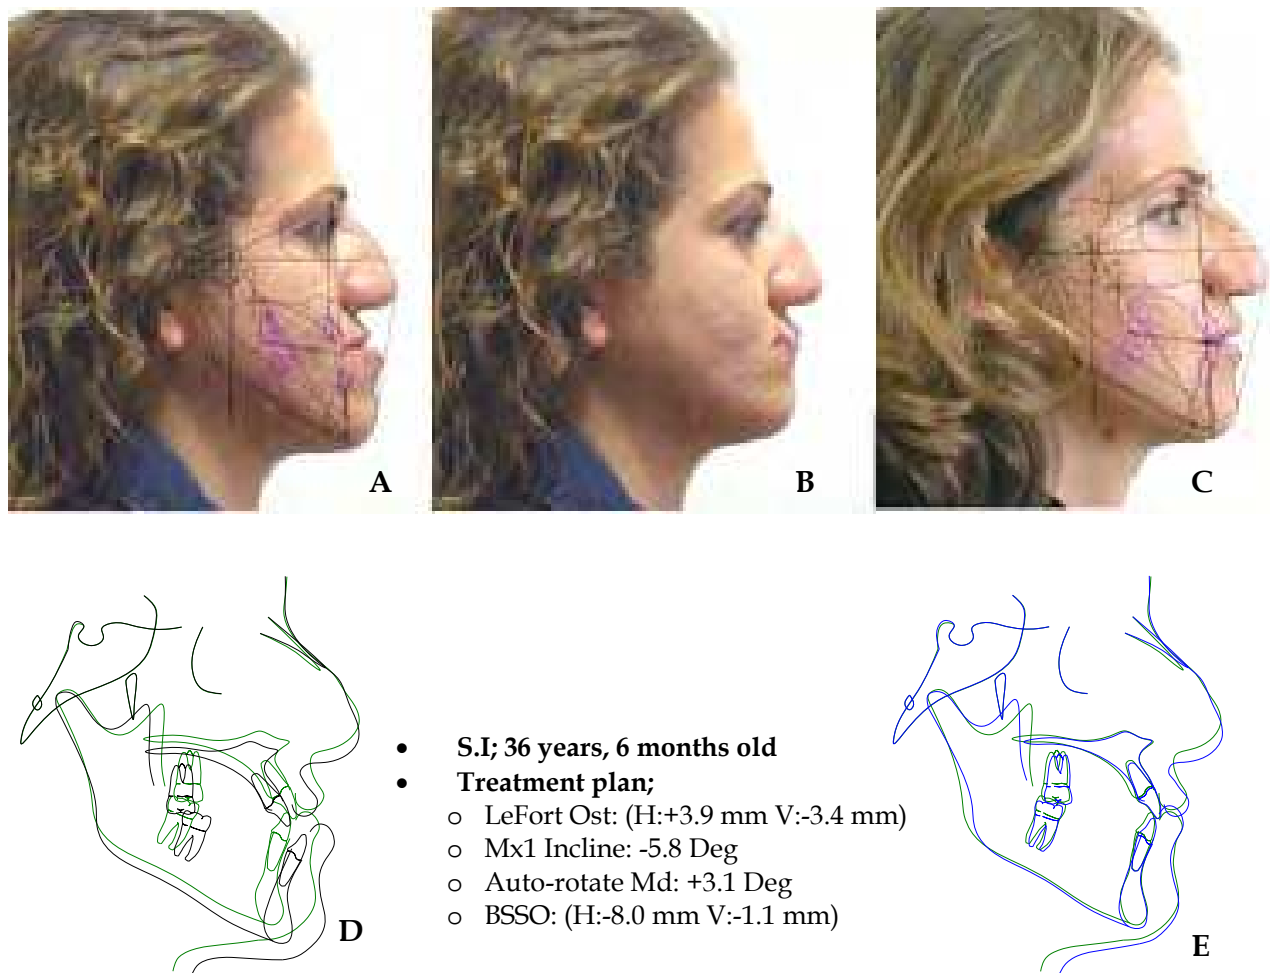 A
B
C
• S.I; 36 years, 6 months old
• Treatment plan;
o LeFort Ost: (H:+3.9 mm V:-3.4 mm)
o Mx1 Incline: -5.8 Deg
o Auto-rotate Md: +3.1 Deg
o BSSO: (H:-8.0 mm V:-1.1 mm)
D
E